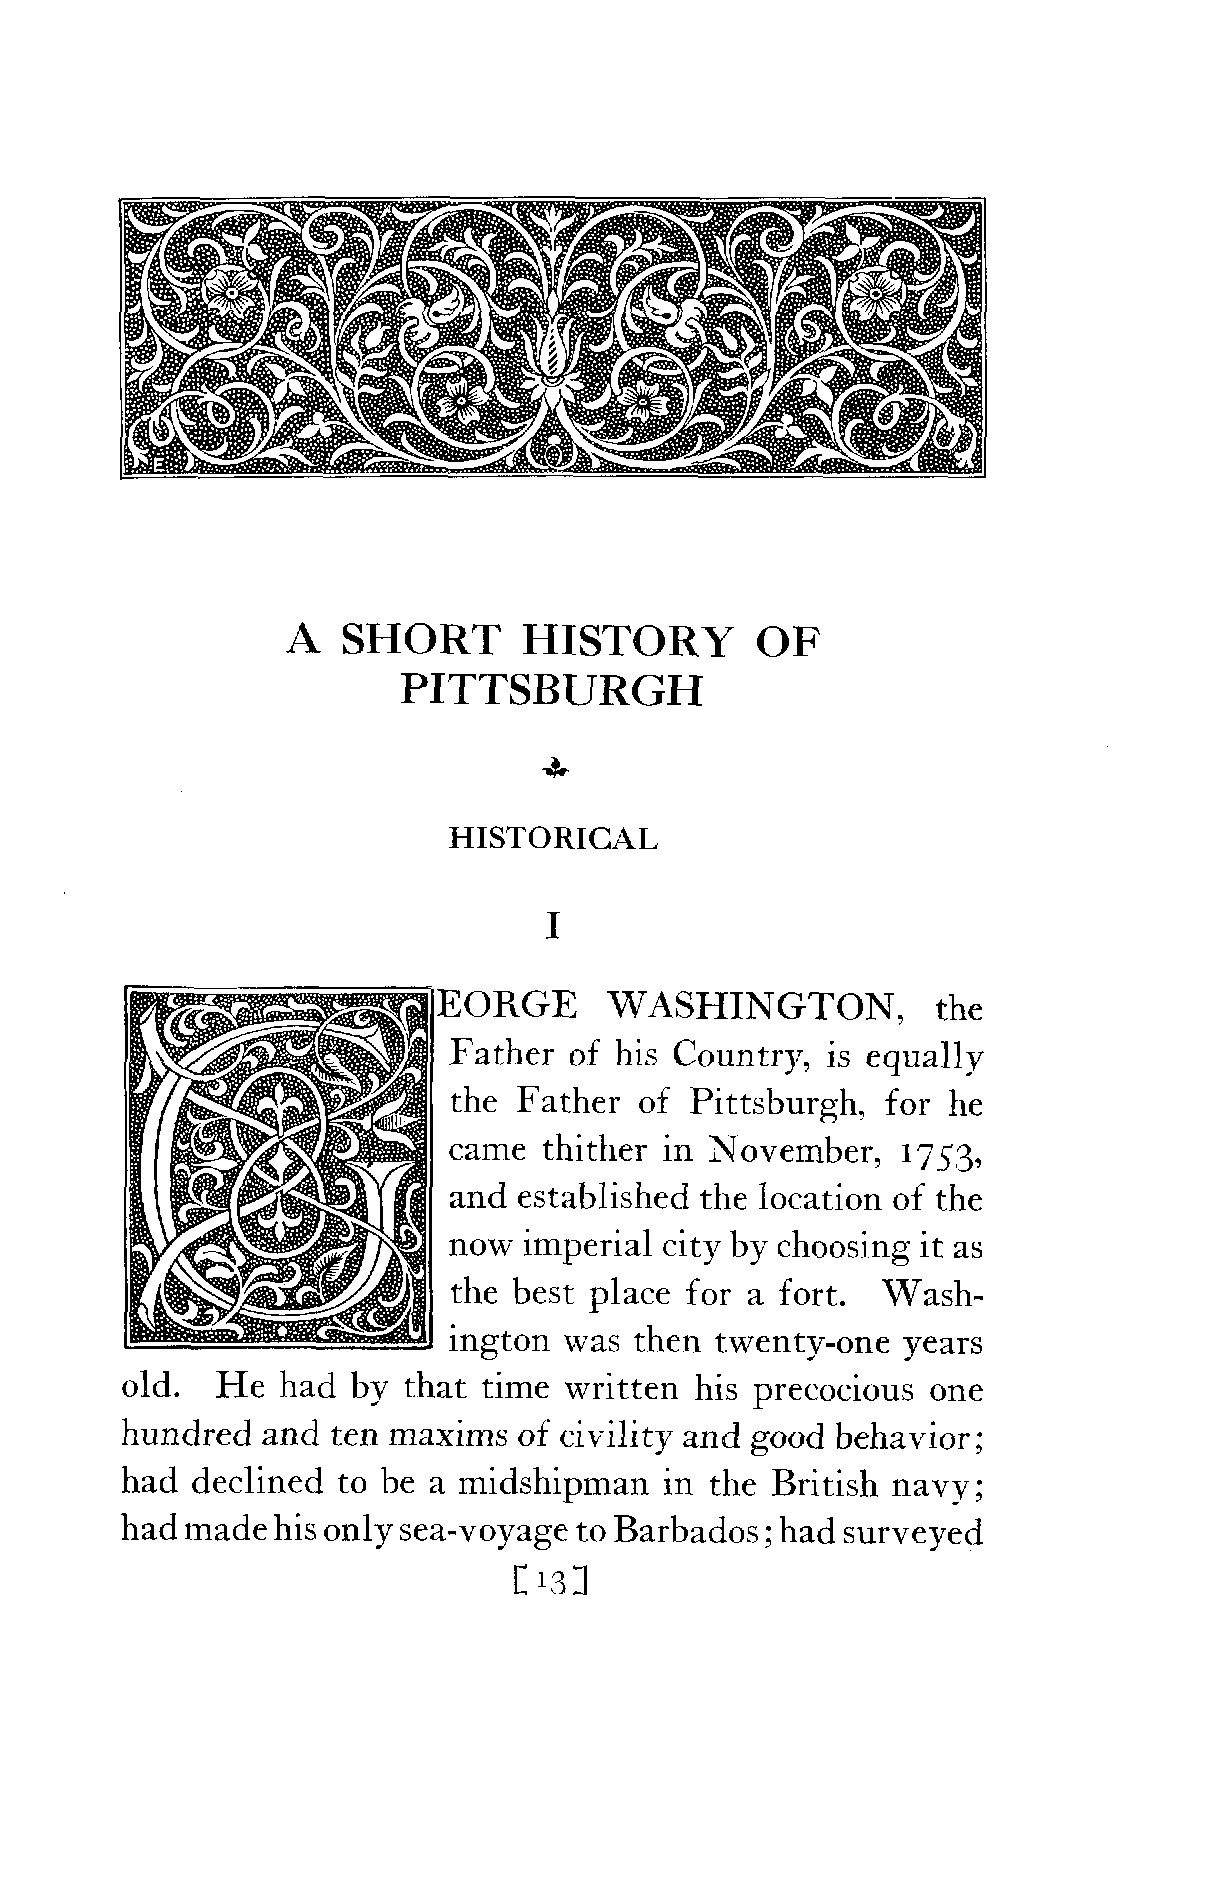 A SHORT HISTORY OF
PITTSBURGH
HISTORICAL
I
GEORGE WASHINGTON, the
Father of his Country, is equally
the Father of Pittsburgh, for he
came thither in November, 1753,
and established the location of the
now imperial city by choosing it as
the best place for a fort. Wash-
ington was then twenty-one years
old. He had by that time written his precocious one
hundred and ten maxims of civility and good behavior;
had declined to be a midshipman in the British navy;
had made his only sea-voyage to Barbados; had surveyed
[13]